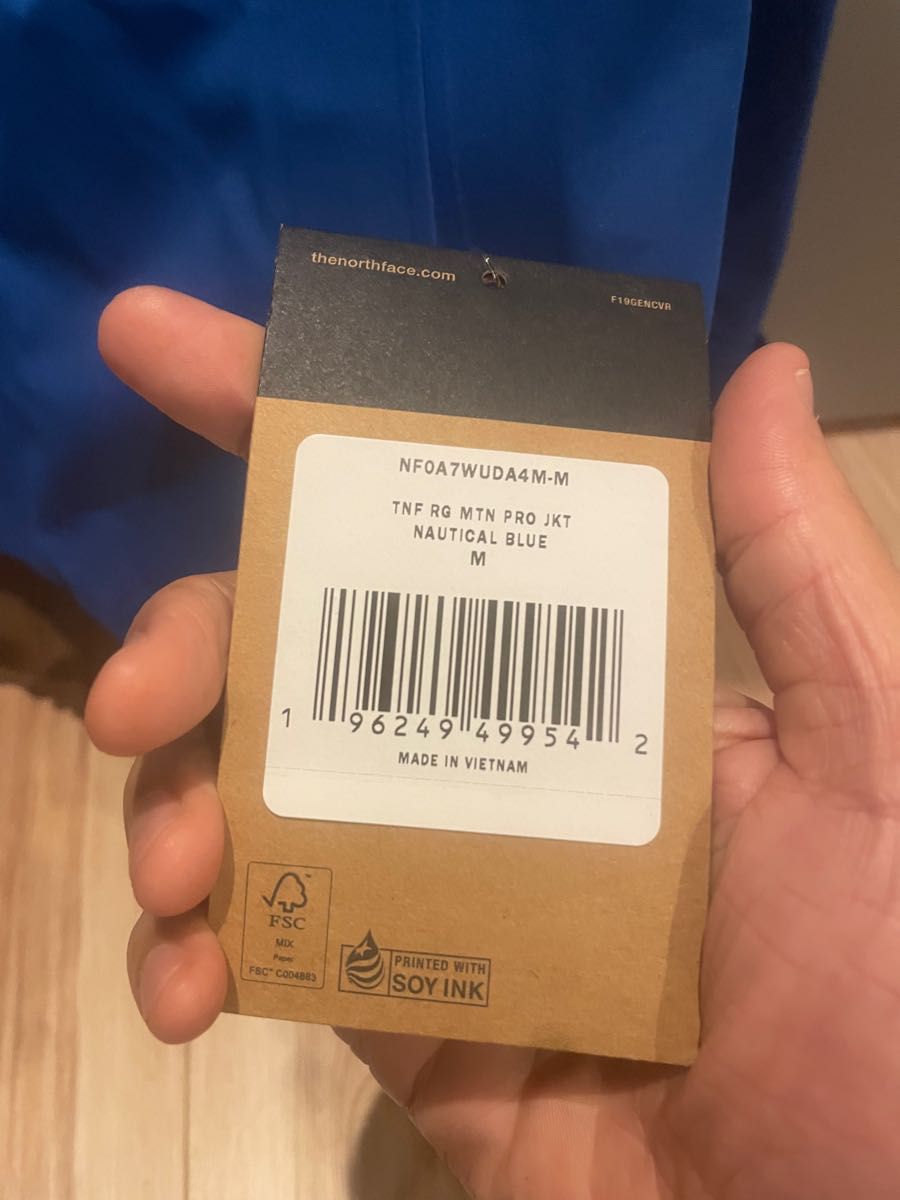 thenorthface.com
F19GENCVR
NF0A7WUDA4M-M
TNF RG MTN PRO JKT
NAUTICAL BLUE
M
1 96249 49954 2
MADE IN VIETNAM
FSC
MIX
Paper
FSC® C004883
PRINTED WITH
SOY INK